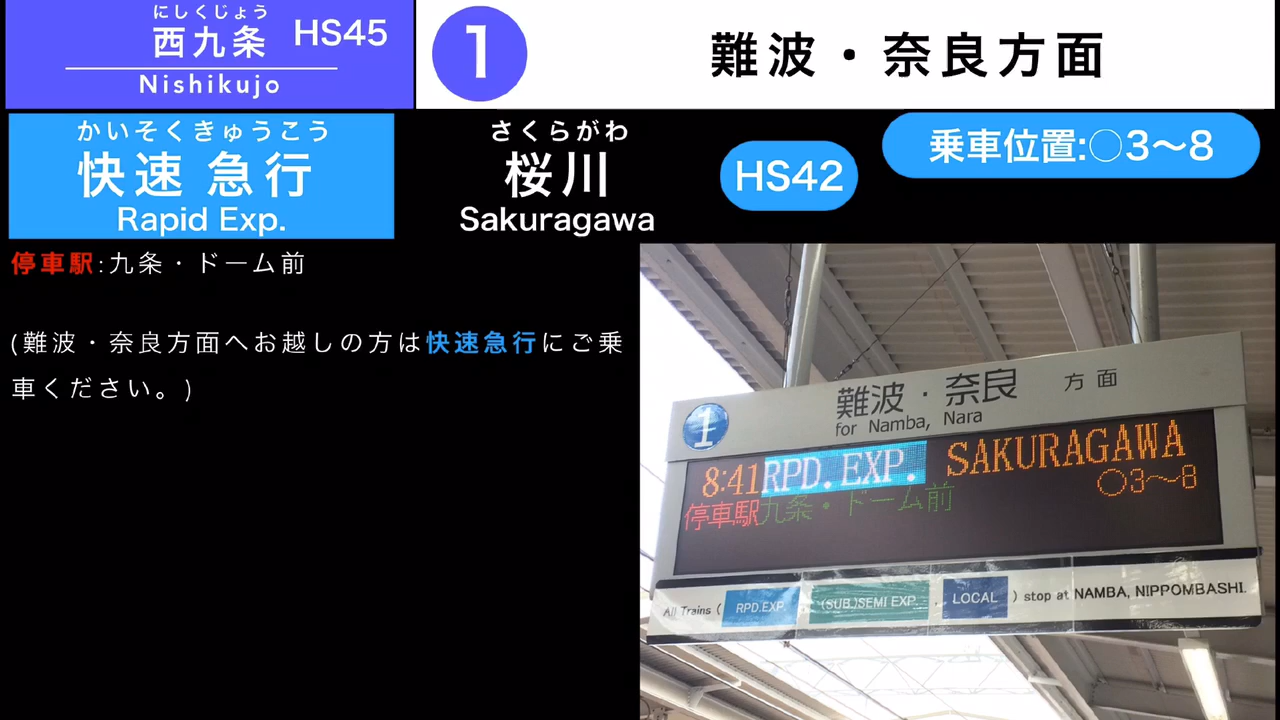 にしくじょう
西九条 HS45
Nishikujo
1 難波・奈良方面
かいそくきゅうこう
快速 急行
Rapid Exp.
さくらがわ
桜川
Sakuragawa
HS42
乗車位置:○3〜8
停車駅:九条・ドーム前
(難波・奈良方面へお越しの方は快速急行にご乗
車ください。)
1 難波・奈良 方面
for Namba, Nara
8:41 RPD. EXP. SAKURAGAWA
○3〜8
停車駅九条・ドーム前
All Trains ( RPD.EXP. (SUB.)SEMI EXP. , LOCAL ) stop at NAMBA, NIPPOMBASHI.